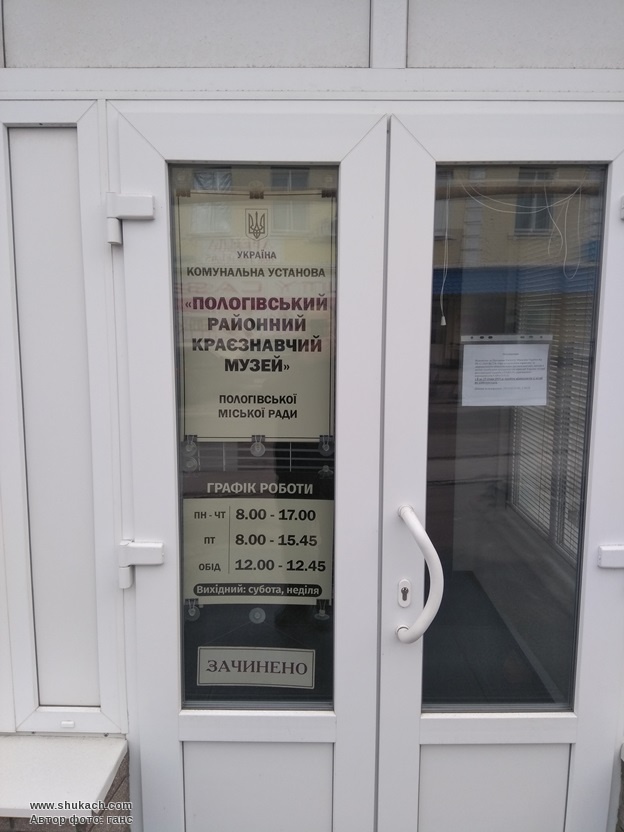 УКРАЇНА
КОМУНАЛЬНА УСТАНОВА
«ПОЛОГІВСЬКИЙ
РАЙОННИЙ
КРАЄЗНАВЧИЙ
МУЗЕЙ»
ПОЛОГІВСЬКОЇ
МІСЬКОЇ РАДИ
ГРАФІК РОБОТИ
ПН - ЧТ 8.00 - 17.00
ПТ 8.00 - 15.45
ОБІД 12.00 - 12.45
Вихідний: субота, неділя
ЗАЧИНЕНО
www.shukach.com
Автор фото: ганс